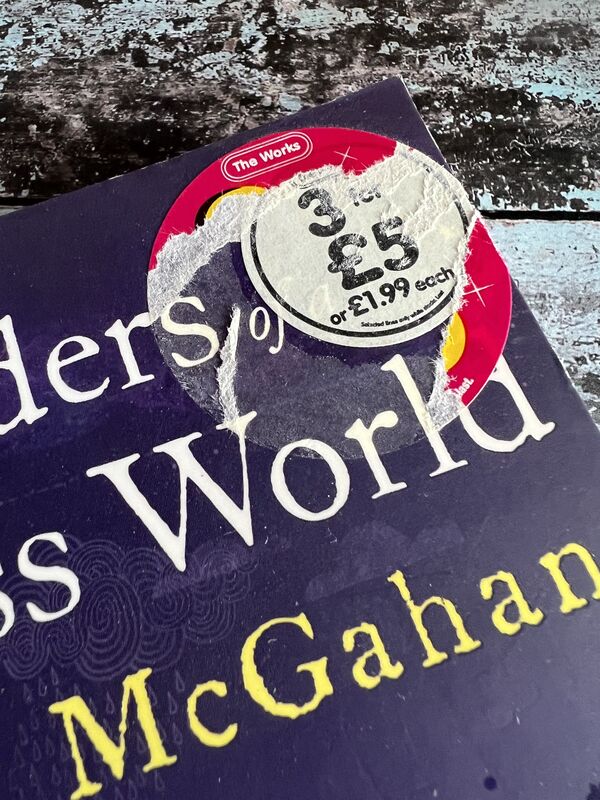 The Works
3 for
£5
or £1.99 each
Selected lines only while stocks last
ders of a
ss World
McGahan